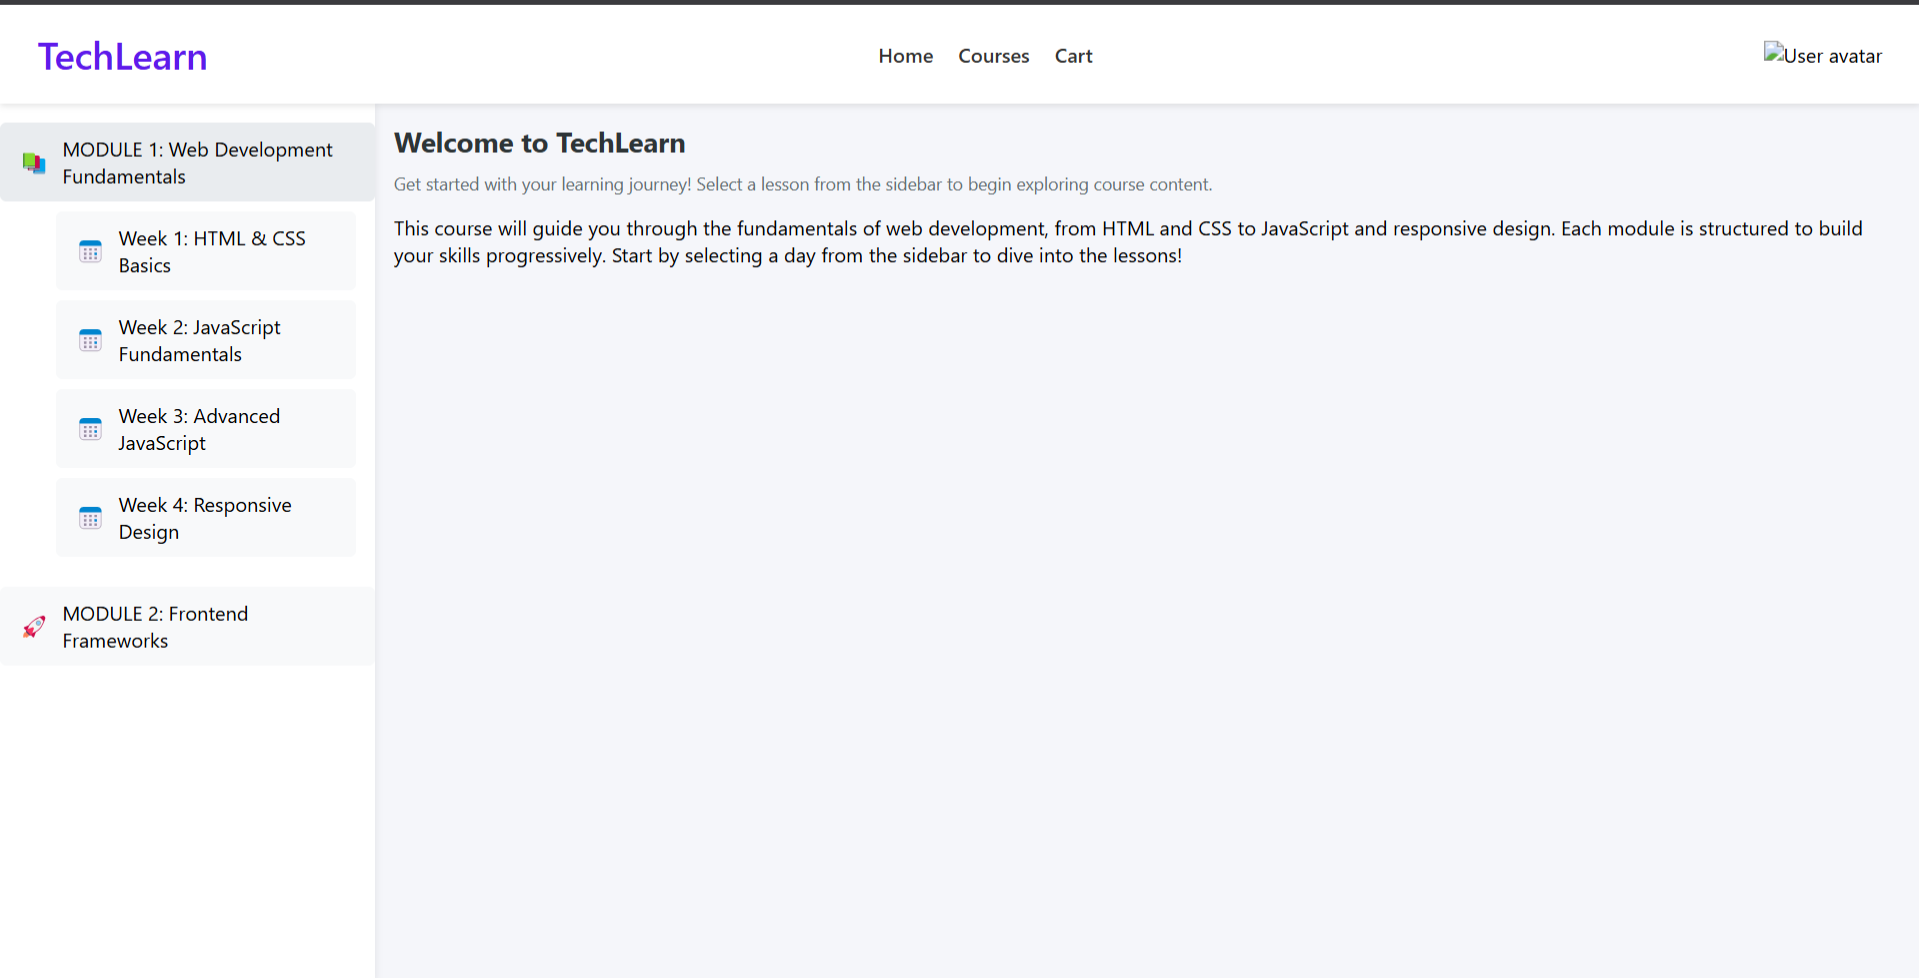 TechLearn
Home Courses Cart
User avatar
MODULE 1: Web Development
Fundamentals
Week 1: HTML & CSS
Basics
Week 2: JavaScript
Fundamentals
Week 3: Advanced
JavaScript
Week 4: Responsive
Design
MODULE 2: Frontend
Frameworks
Welcome to TechLearn
Get started with your learning journey! Select a lesson from the sidebar to begin exploring course content.
This course will guide you through the fundamentals of web development, from HTML and CSS to JavaScript and responsive design. Each module is structured to build
your skills progressively. Start by selecting a day from the sidebar to dive into the lessons!